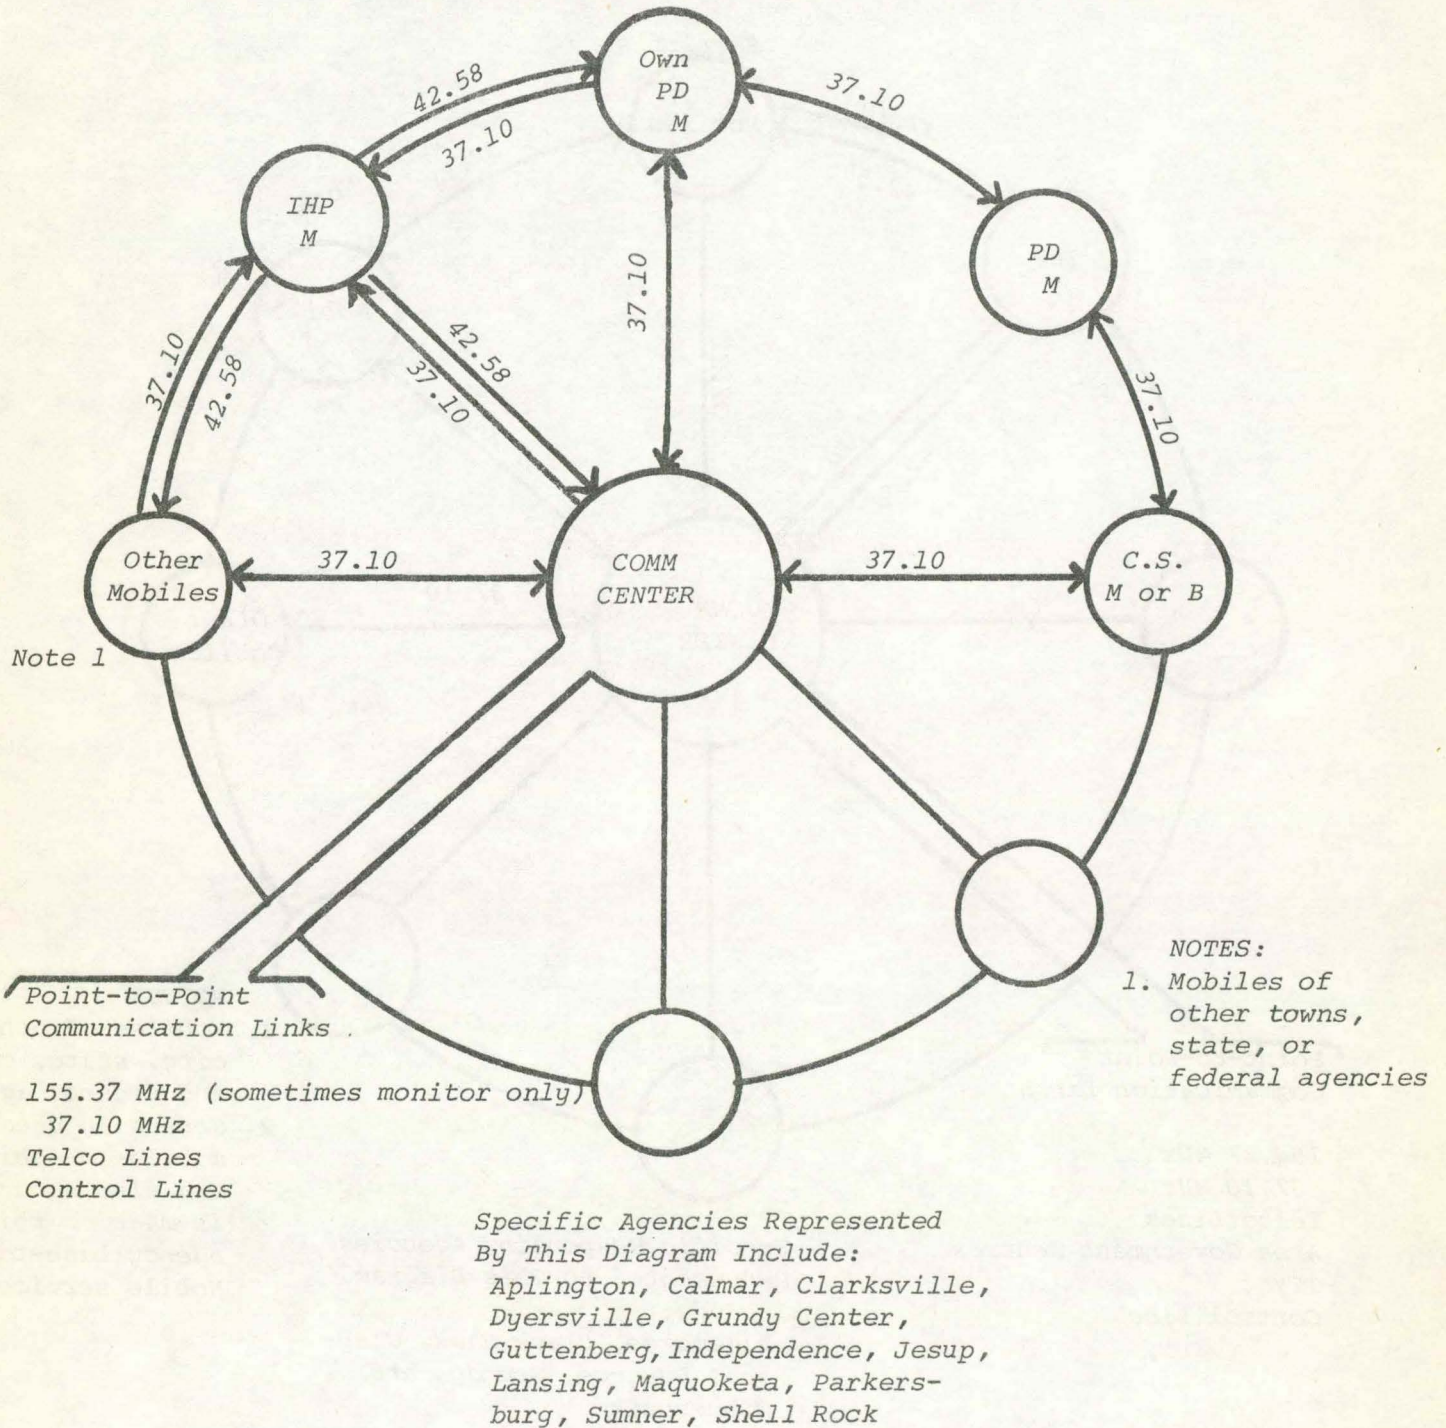 Own
PD
M
42.58
37.10
37.10
IHP
M
PD
M
37.10
37.10
42.58
42.58
37.10
37.10
Other
Mobiles
37.10
COMM
CENTER
37.10
C.S.
M or B
Note 1
Point-to-Point
Communication Links
155.37 MHz (sometimes monitor only)
37.10 MHz
Telco Lines
Control Lines
NOTES:
1. Mobiles of
other towns,
state, or
federal agencies
Specific Agencies Represented
By This Diagram Include:
Aplington, Calmar, Clarksville,
Dyersville, Grundy Center,
Guttenberg, Independence, Jesup,
Lansing, Maquoketa, Parkers-
burg, Sumner, Shell Rock